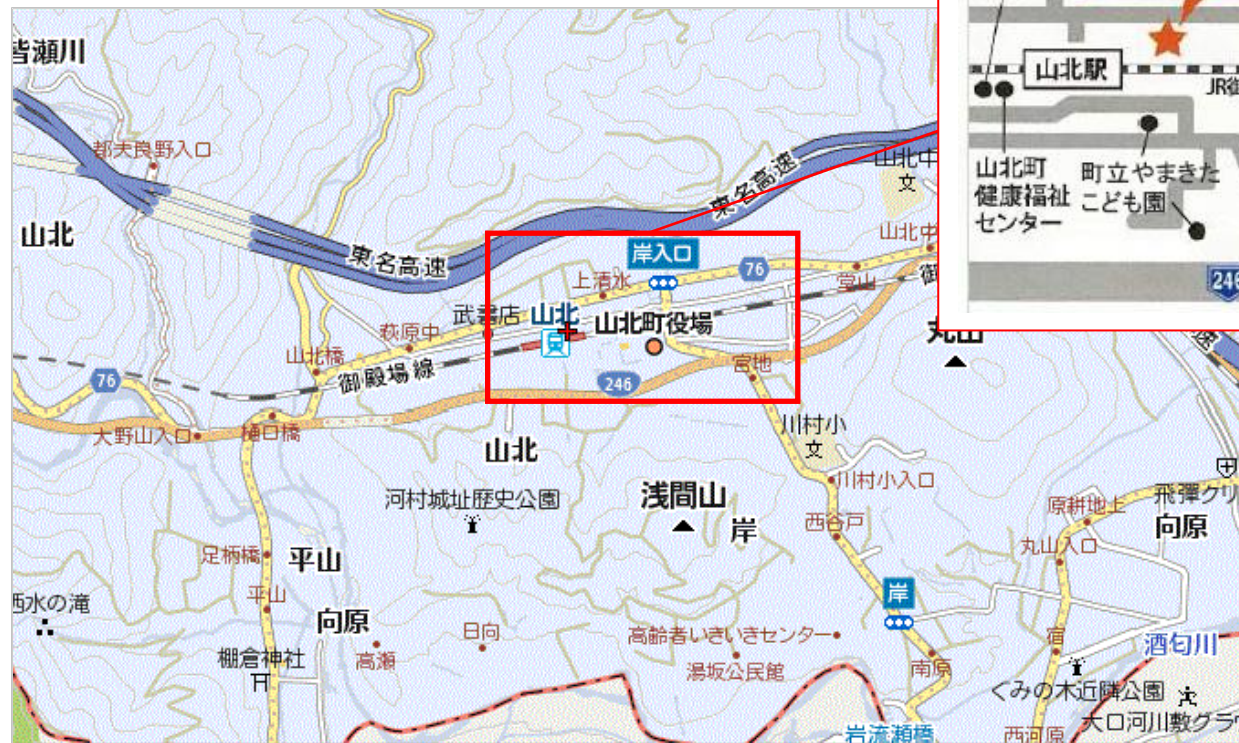 皆瀬川
都夫良野入口
山北
東名高速
東名高速
山北中
文
山北中
岸入口
76
上清水
堂山
御
武書店
山北
山北町役場
萩原中
山北橋
御殿場線
宮地
246
76
丸山
大野山入口
樋口橋
山北
川村小
文
河村城址歴史公園
浅間山
岸
川村小入口
西谷戸
原耕地上
飛彈クリ
向原
丸山入口
足柄橋
平山
平山
洒水の滝
向原
日向
高瀬
棚倉神社
高齢者いきいきセンター
湯坂公民館
岸
南原
宿
酒匂川
ぐみの木近隣公園
大口河川敷グラウ
岩流瀬橋
西河原
速
山北駅
JR御
山北町
健康福祉
センター
町立やまきた
こども園
246